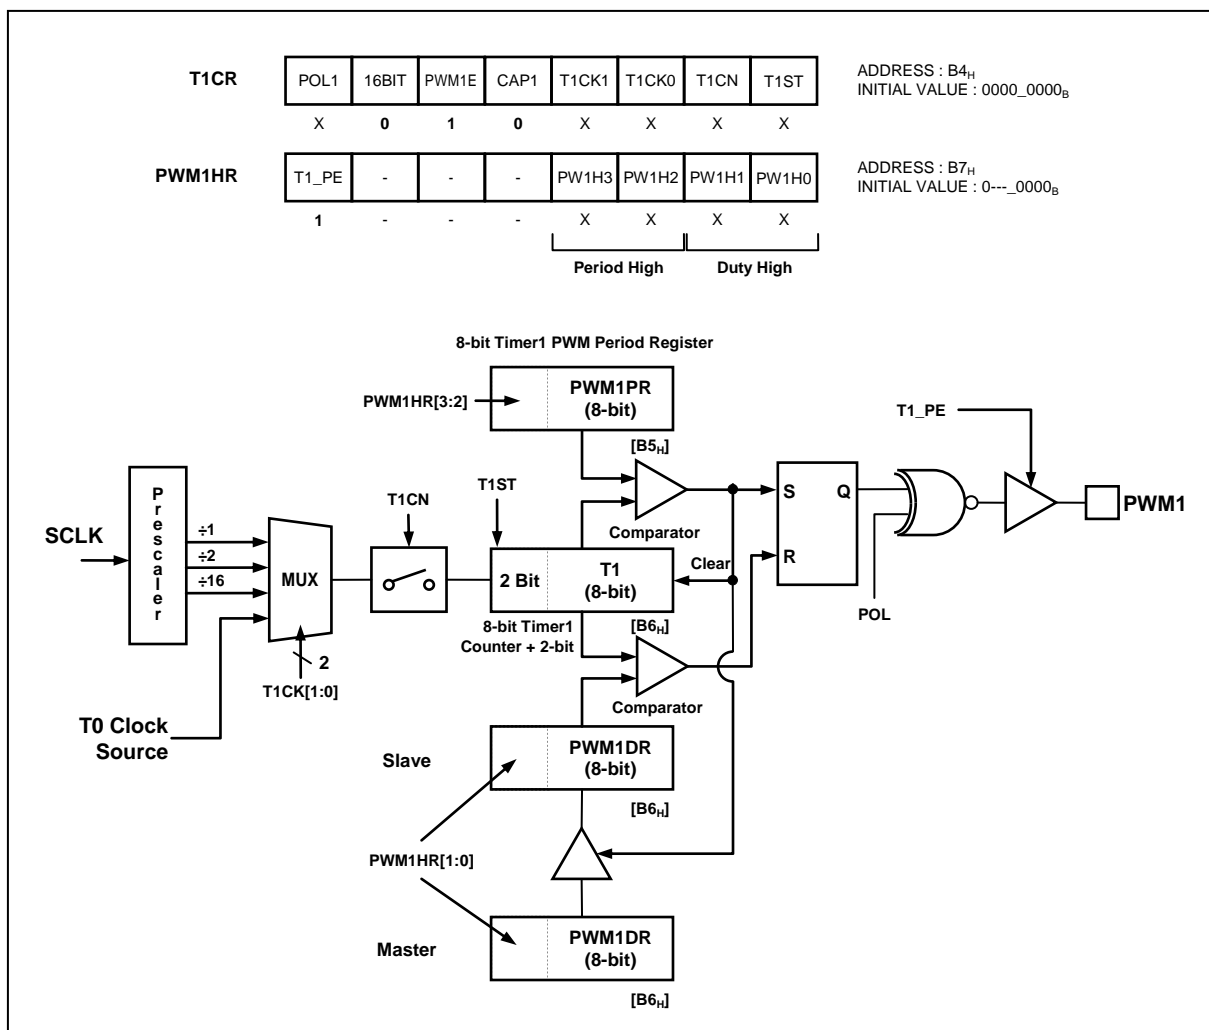 T1CR POL1 16BIT PWM1E CAP1 T1CK1 T1CK0 T1CN T1ST ADDRESS : B4H
INITIAL VALUE : 0000_0000B
X 0 1 0 X X X X
PWM1HR T1_PE - - - PW1H3 PW1H2 PW1H1 PW1H0 ADDRESS : B7H
INITIAL VALUE : 0---_0000B
1 - - - X X X X
Period High Duty High
8-bit Timer1 PWM Period Register
PWM1HR[3:2]
PWM1PR
(8-bit)
[B5H]
T1_PE
Prescaler
SCLK
÷1
÷2
÷16
MUX
T1CK[1:0]
2
T0 Clock
Source
T1CN
T1ST
2 Bit
T1
(8-bit)
Comparator
Clear
[B6H]
8-bit Timer1
Counter + 2-bit
S Q
R
POL
PWM1
Comparator
Slave
PWM1DR
(8-bit)
[B6H]
PWM1HR[1:0]
Master
PWM1DR
(8-bit)
[B6H]